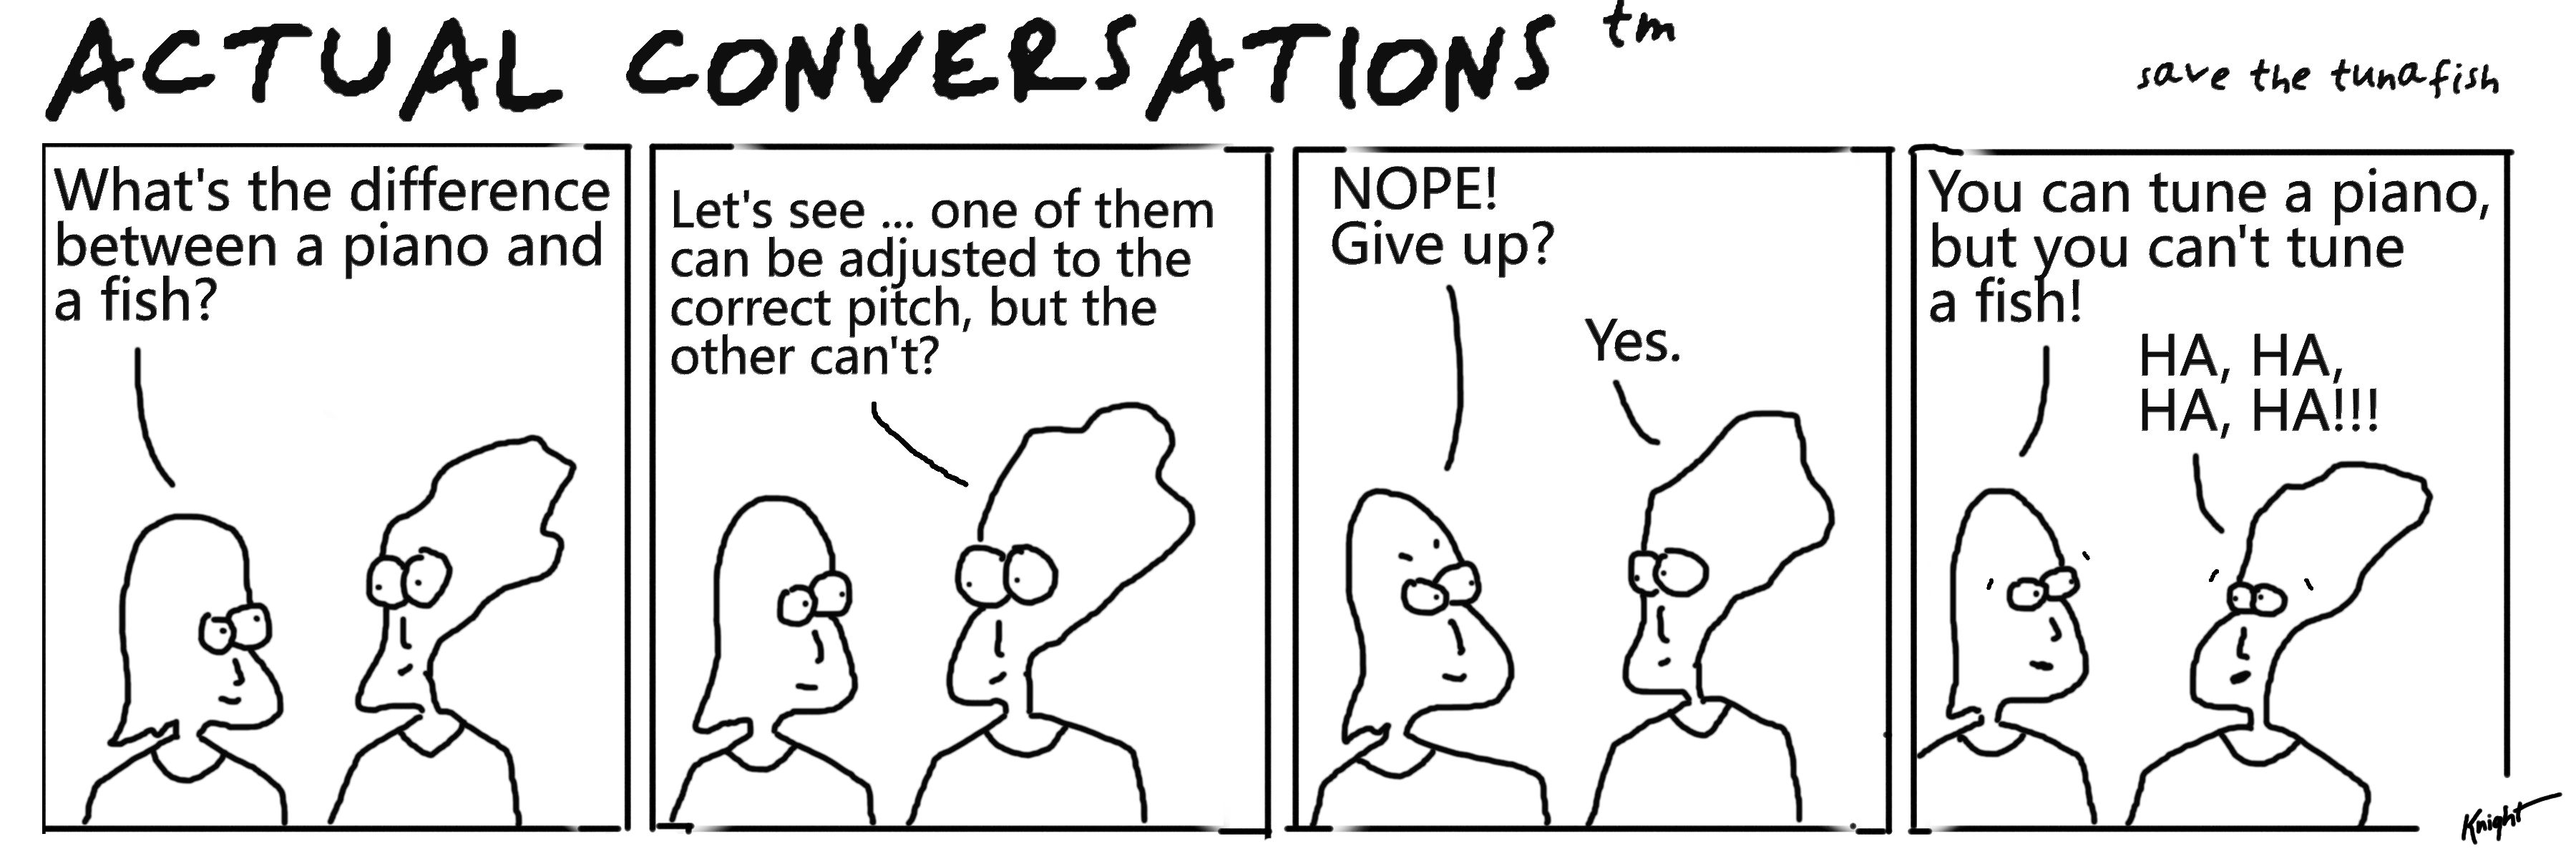 ACTUAL CONVERSATIONS tm
save the tunafish
What's the difference
between a piano and
a fish?
Let's see ... one of them
can be adjusted to the
correct pitch, but the
other can't?
NOPE!
Give up?
Yes.
You can tune a piano,
but you can't tune
a fish!
HA, HA,
HA, HA!!!
Knight